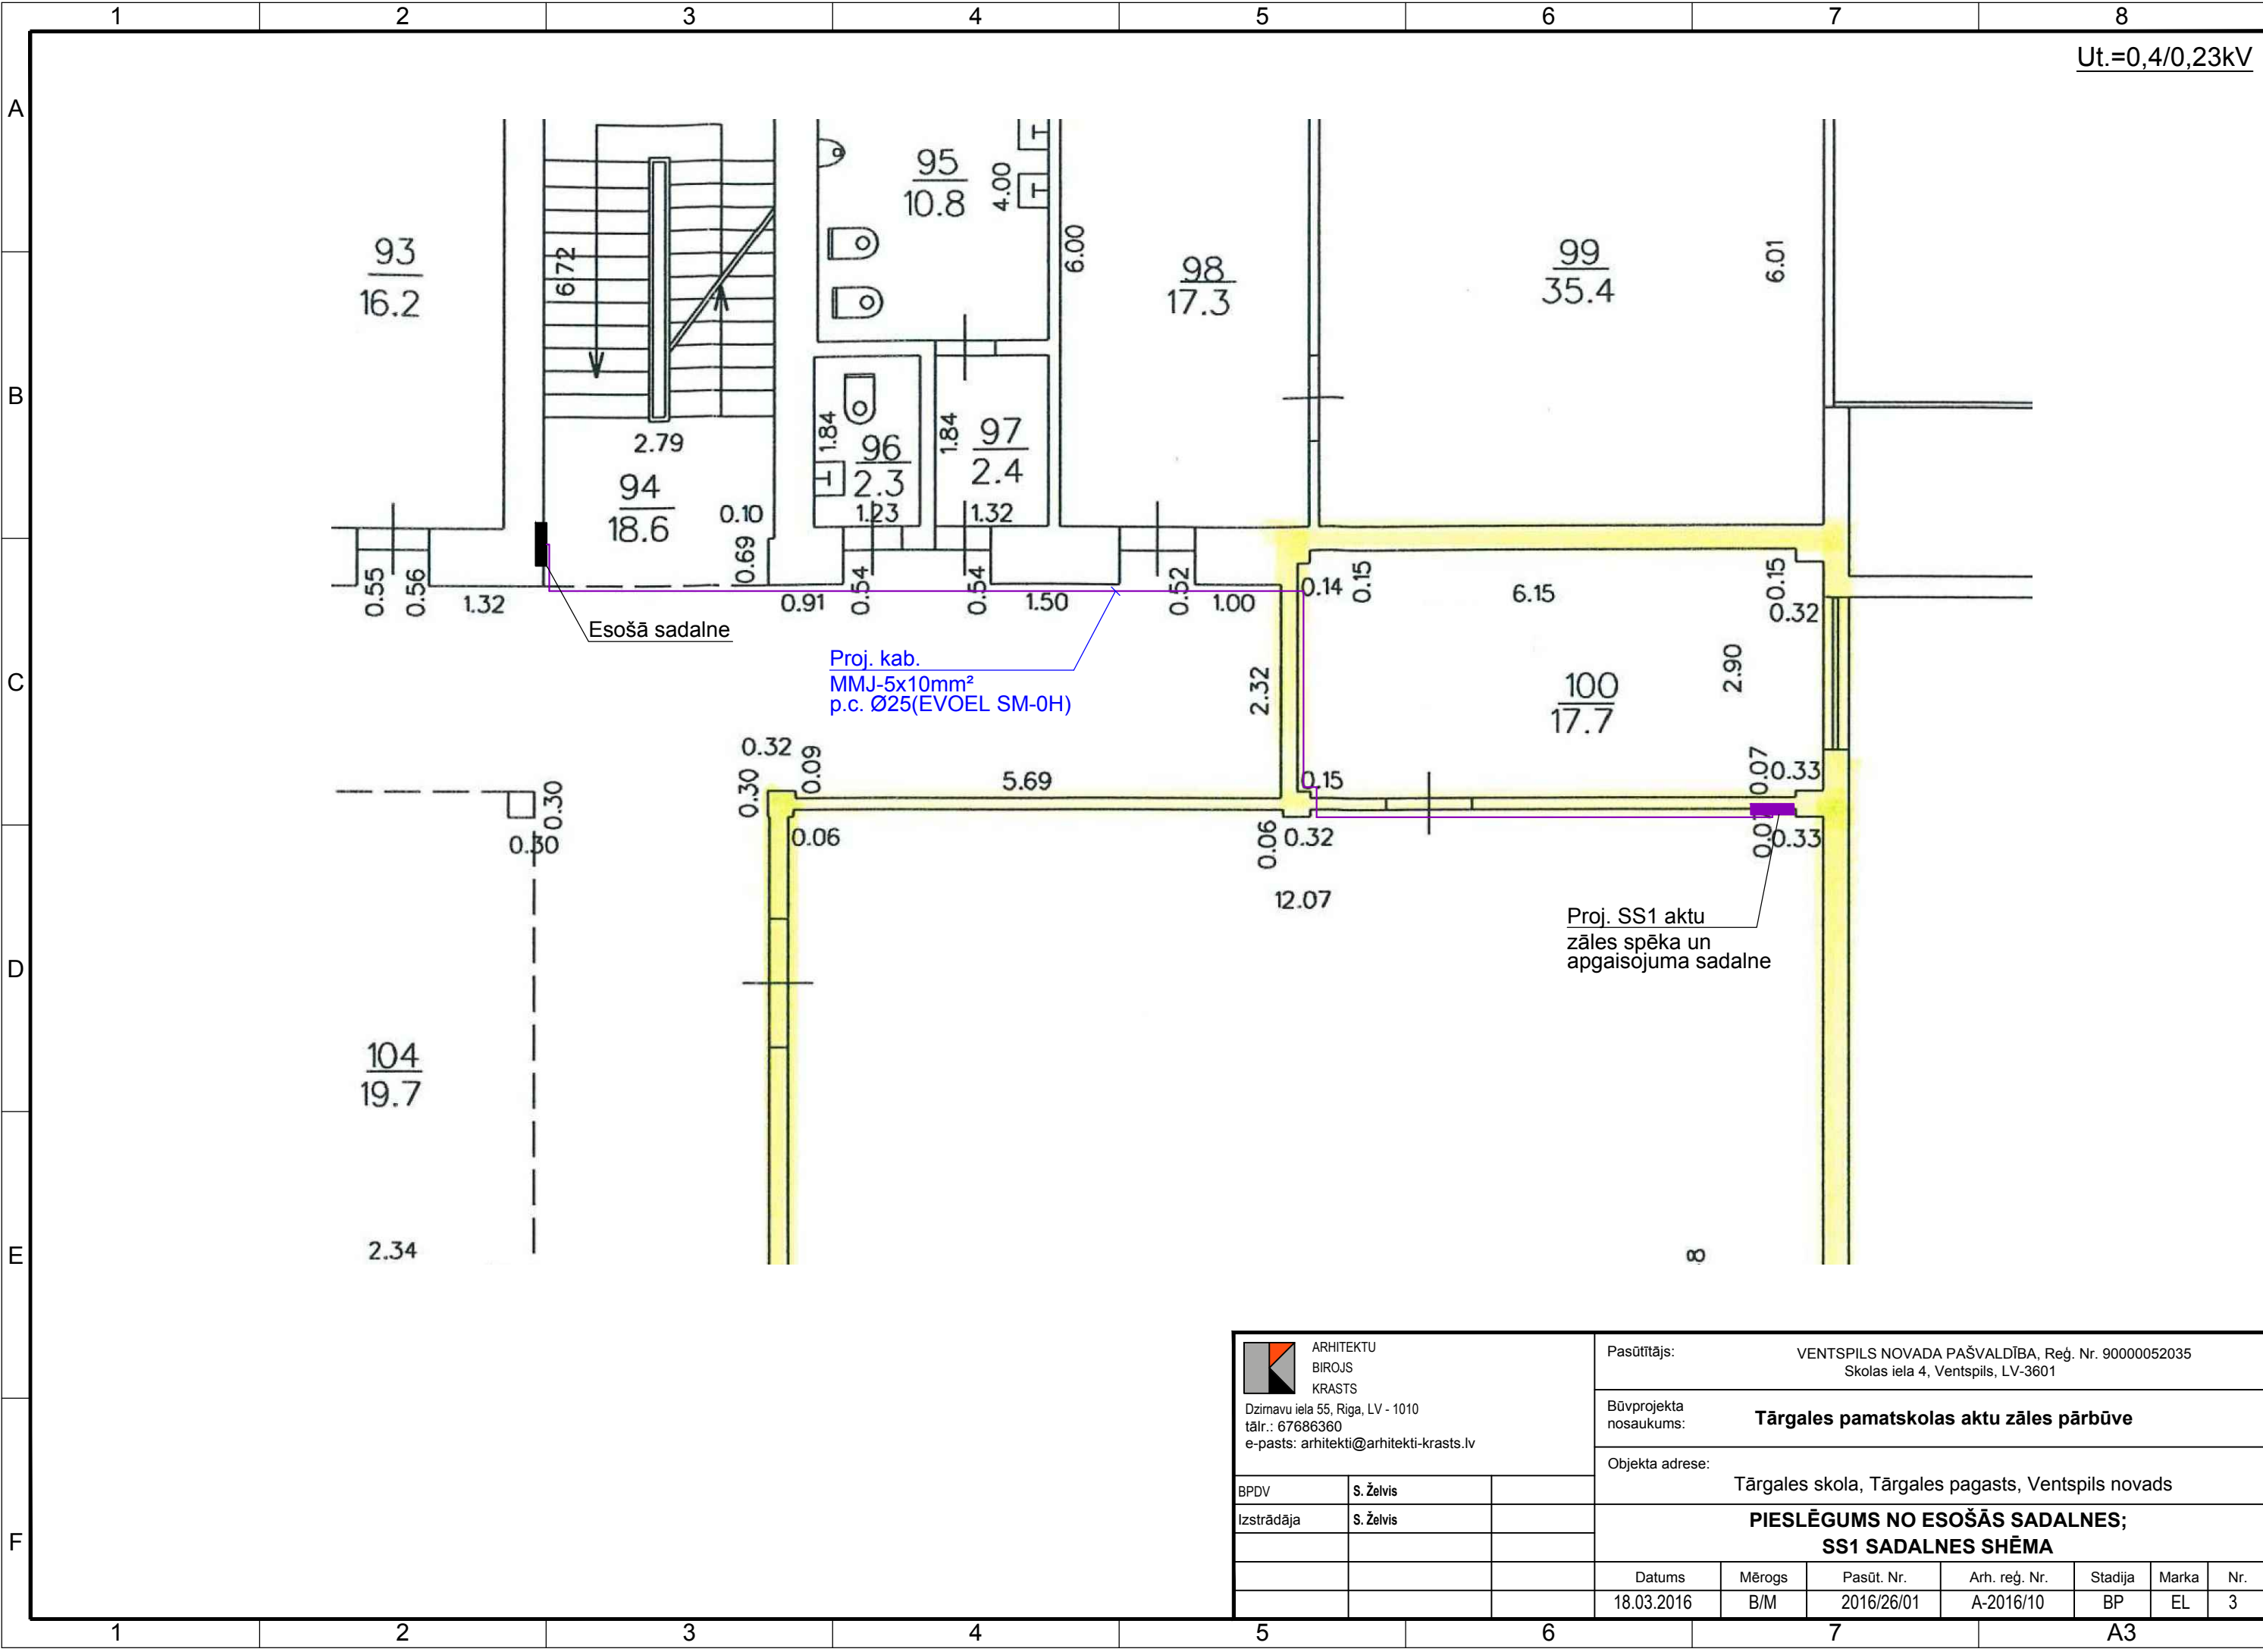 1 2 3 4 5 6 7 8
Ut.=0,4/0,23kV
A
B
C
D
E
F
93
16.2
6.72
2.79
94
18.6
0.10
0.69
95
10.8
4.00
6.00
98
17.3
99
35.4
6.01
1.84
96
2.3
1.23
1.84
97
2.4
1.32
0.55
0.56
1.32
0.91
0.54
0.54
1.50
0.52
1.00
0.14
0.15
6.15
0.15
0.32
Esošā sadalne
Proj. kab.
MMJ-5x10mm²
p.c. Ø25(EVOEL SM-0H)
2.32
100
17.7
2.90
0.32
0.09
0.30
5.69
0.15
0.07
0.33
0.30
0.30
0.06
0.06
0.32
0.33
12.07
Proj. SS1 aktu
zāles spēka un
apgaisojuma sadalne
104
19.7
2.34
8
ARHITEKTU
BIROJS
KRASTS
Dzirnavu iela 55, Riga, LV - 1010
tālr.: 67686360
e-pasts: arhitekti@arhitekti-krasts.lv
Pasūtītājs:
VENTSPILS NOVADA PAŠVALDĪBA, Reģ. Nr. 90000052035
Skolas iela 4, Ventspils, LV-3601
Būvprojekta
nosaukums:
Tārgales pamatskolas aktu zāles pārbūve
Objekta adrese:
Tārgales skola, Tārgales pagasts, Ventspils novads
BPDV S. Želvis
Izstrādāja S. Želvis
PIESLĒGUMS NO ESOŠĀS SADALNES;
SS1 SADALNES SHĒMA
Datums Mērogs Pasūt. Nr. Arh. reģ. Nr. Stadija Marka Nr.
18.03.2016 B/M 2016/26/01 A-2016/10 BP EL 3
1 2 3 4 5 6 7 A3